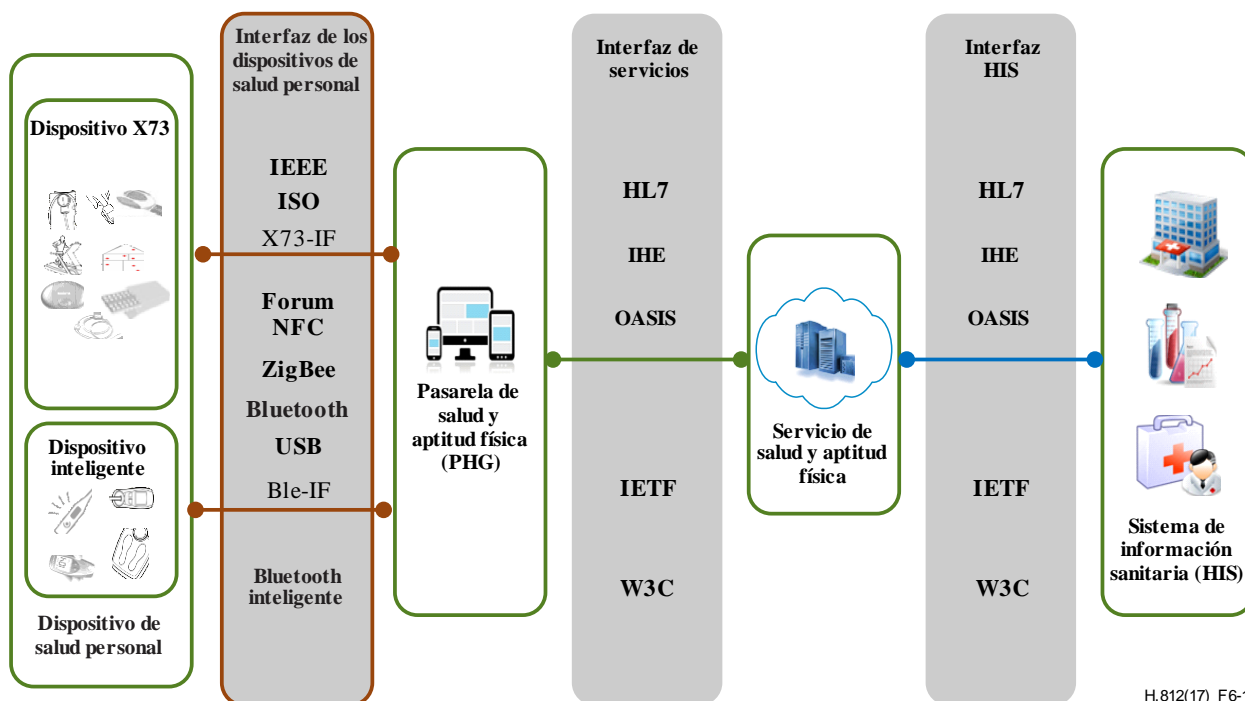 Dispositivo X73
Dispositivo
inteligente
Dispositivo de
salud personal
Interfaz de los
dispositivos de
salud personal
IEEE
ISO
X73-IF
Forum
NFC
ZigBee
Bluetooth
USB
Ble-IF
Bluetooth
inteligente
Pasarela de
salud y
aptitud física
(PHG)
Interfaz de
servicios
HL7
IHE
OASIS
IETF
W3C
Servicio de
salud y aptitud
física
Interfaz
HIS
HL7
IHE
OASIS
IETF
W3C
Sistema de
información
sanitaria (HIS)
H.812(17)_F6-1